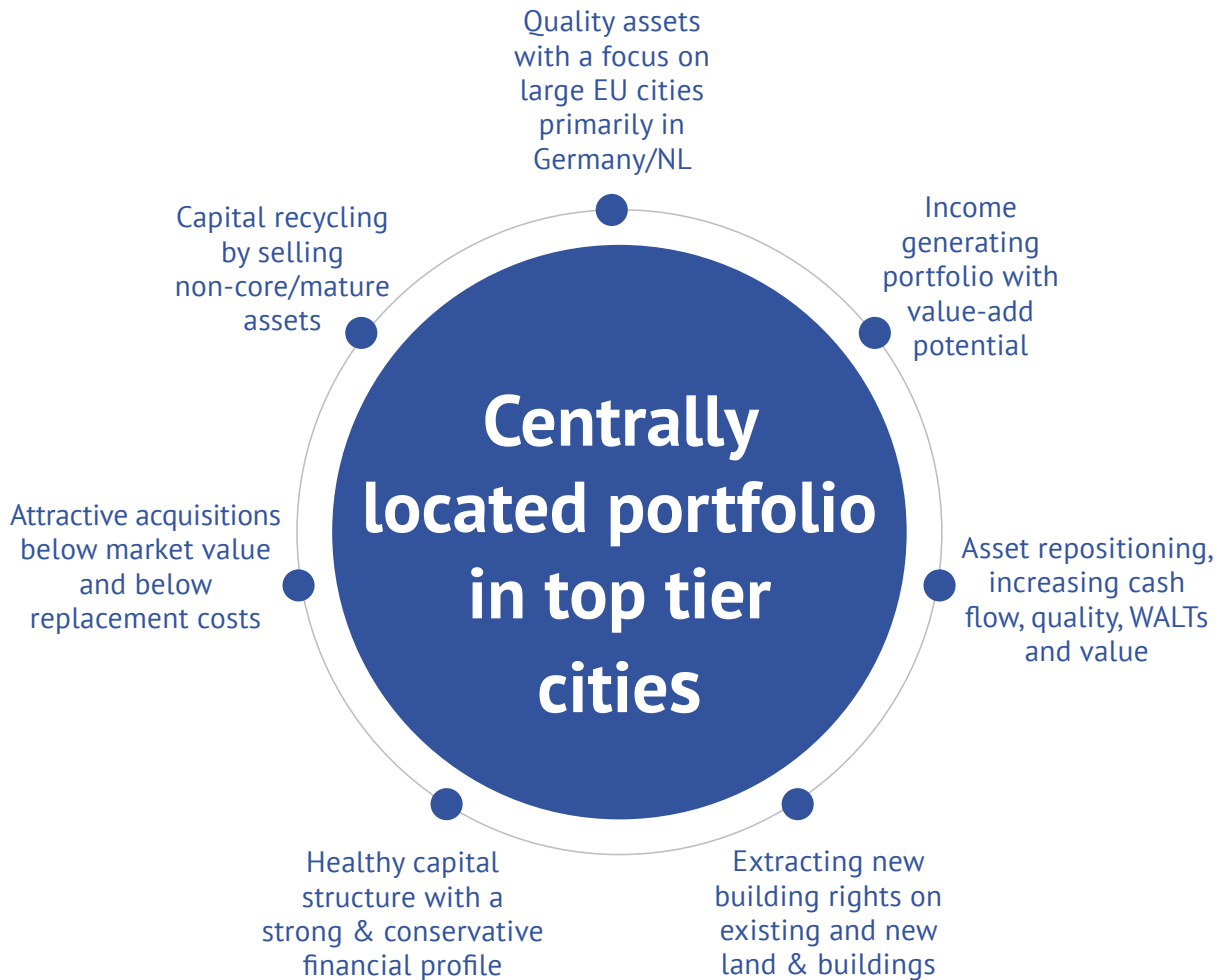 Quality assets
with a focus on
large EU cities
primarily in
Germany/NL
Income
generating
portfolio with
value-add
potential
Asset repositioning,
increasing cash
flow, quality, WALTs
and value
Extracting new
building rights on
existing and new
land & buildings
Healthy capital
structure with a
strong & conservative
financial profile
Attractive acquisitions
below market value
and below
replacement costs
Capital recycling
by selling
non-core/mature
assets
Centrally
located portfolio
in top tier
cities